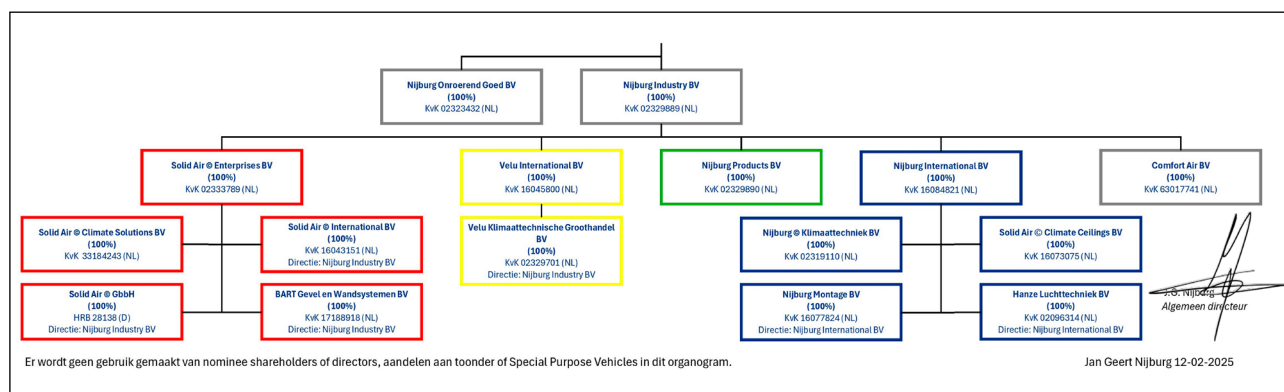 Nijburg Onroerend Goed BV
(100%)
KvK 02323432 (NL)
Nijburg Industry BV
(100%)
KvK 02329889 (NL)
Solid Air © Enterprises BV
(100%)
KvK 02333789 (NL)
Velu International BV
(100%)
KvK 16045800 (NL)
Nijburg Products BV
(100%)
KvK 02329890 (NL)
Nijburg International BV
(100%)
KvK 16084821 (NL)
Comfort Air BV
(100%)
KvK 63017741 (NL)
Solid Air © Climate Solutions BV
(100%)
KvK 33184243 (NL)
Solid Air © International BV
(100%)
KvK 16043151 (NL)
Directie: Nijburg Industry BV
Velu Klimaattechnische Groothandel
BV
(100%)
KvK 02329701 (NL)
Directie: Nijburg Industry BV
Nijburg © Klimaattechniek BV
(100%)
KvK 02319110 (NL)
Solid Air © Climate Ceilings BV
(100%)
KvK 16073075 (NL)
Solid Air © GbbH
(100%)
HRB 28138 (D)
Directie: Nijburg Industry BV
BART Gevel en Wandsystemen BV
(100%)
KvK 17188918 (NL)
Directie: Nijburg Industry BV
Nijburg Montage BV
(100%)
KvK 16077824 (NL)
Directie: Nijburg International BV
Hanze Luchttechniek BV
(100%)
KvK 02096314 (NL)
Directie: Nijburg International BV
J.G. Nijburg
Algemeen directeur
Er wordt geen gebruik gemaakt van nominee shareholders of directors, aandelen aan toonder of Special Purpose Vehicles in dit organogram.
Jan Geert Nijburg 12-02-2025